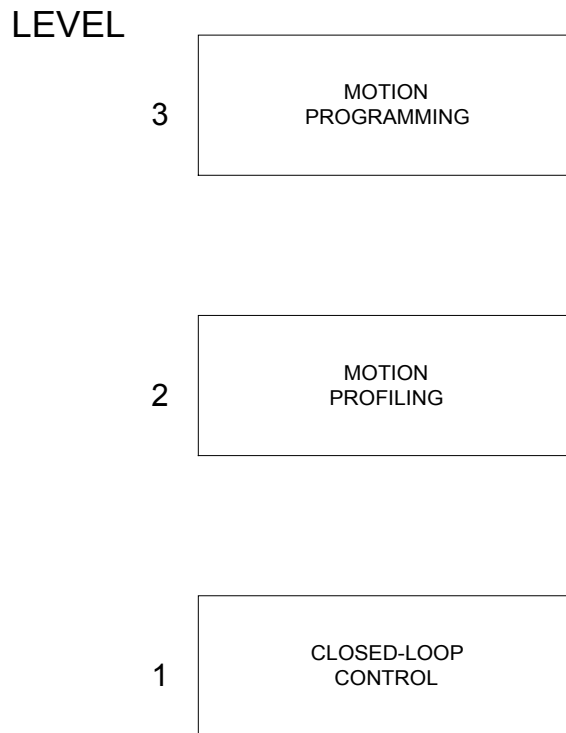 LEVEL
3
MOTION
PROGRAMMING
2
MOTION
PROFILING
1
CLOSED-LOOP
CONTROL